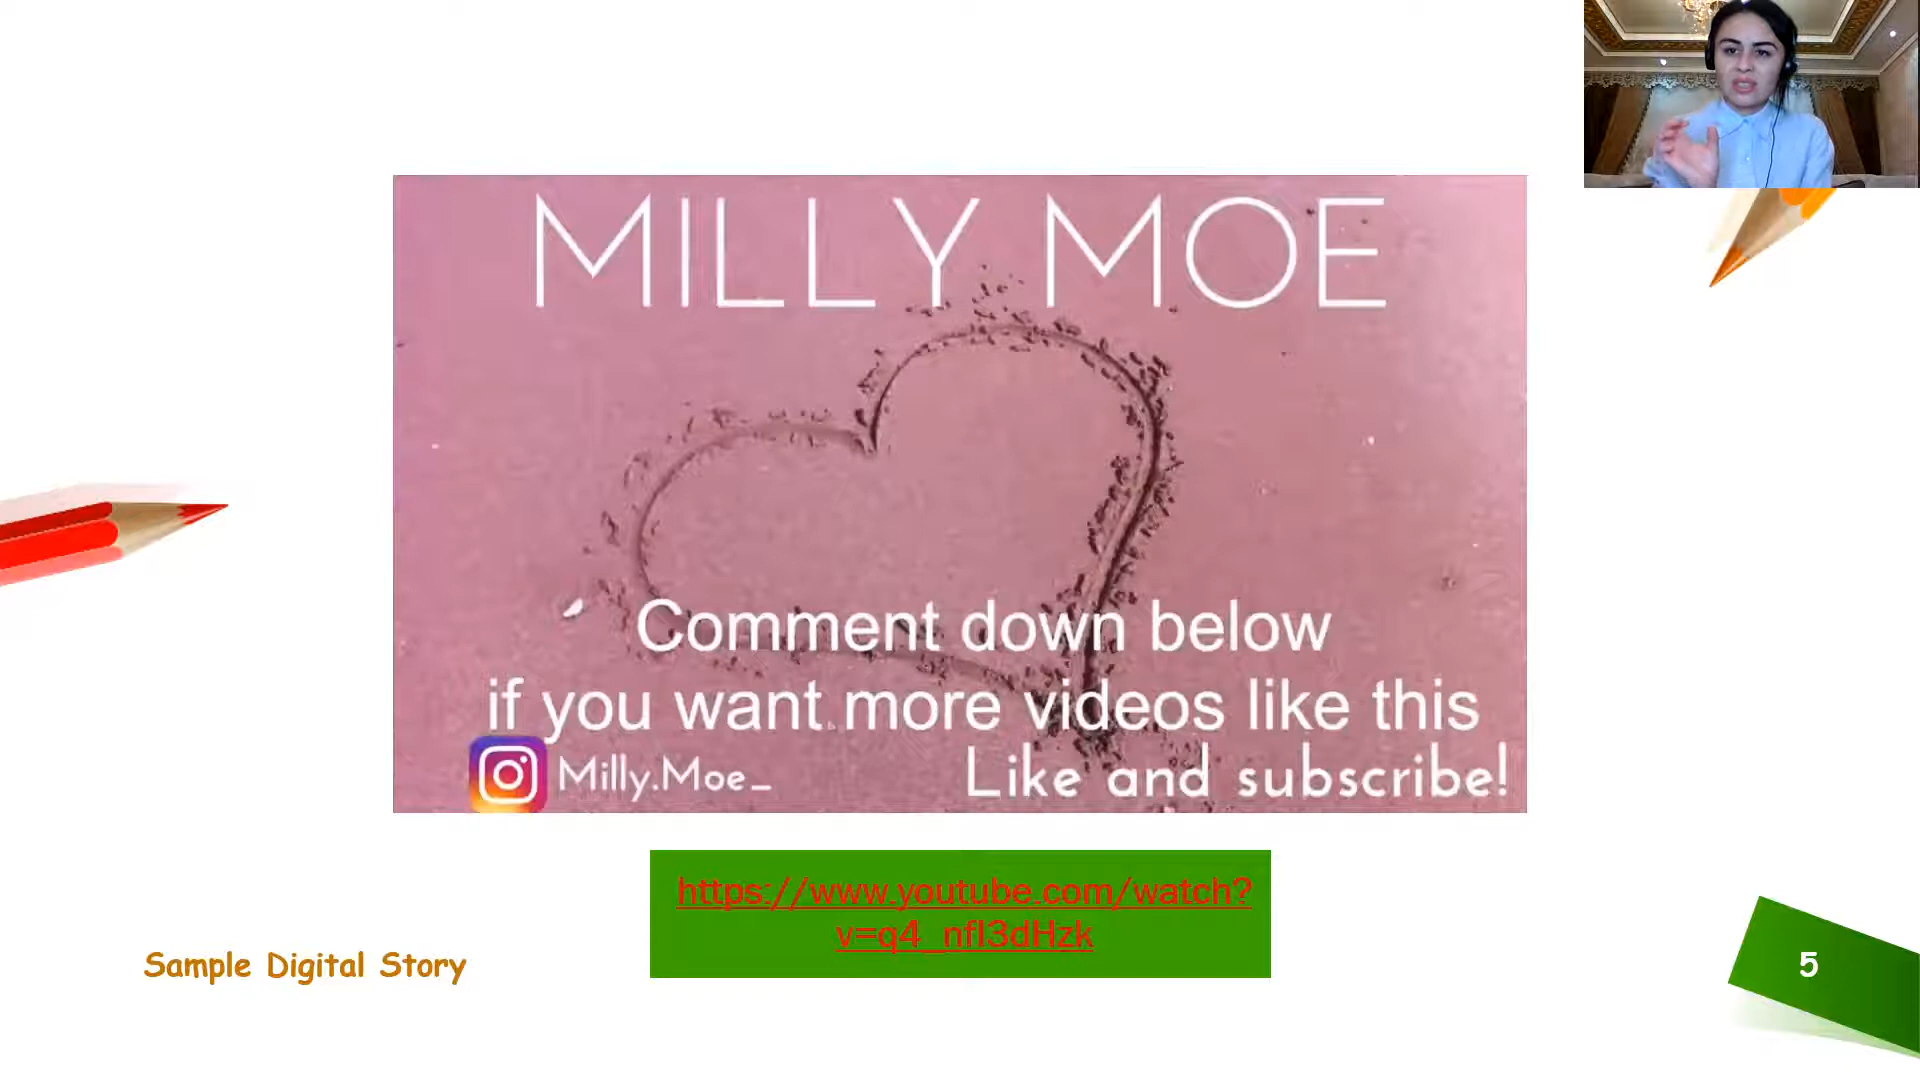 MILLY MOE
Comment down below
if you want more videos like this
Milly.Moe_
Like and subscribe!
https://www.youtube.com/watch?
v=q4_nfI3dHzk
Sample Digital Story
5